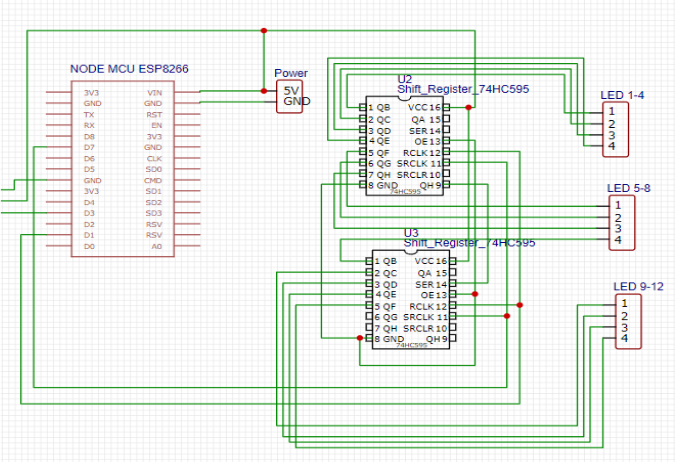 NODE MCU ESP8266
3V3 VIN
GND GND
TX RST
RX EN
D8 3V3
D7 GND
D6 CLK
D5 SD0
GND CMD
3V3 SD1
D4 SD2
D3 SD3
D2 RSV
D1 RSV
D0 A0
Power
5V
GND
U2
Shift_Register_74HC595
1 QB VCC 16
2 QC QA 15
3 QD SER 14
4 QE OE 13
5 QF RCLK 12
6 QG SRCLK 11
7 QH SRCLR 10
8 GND QH 9
74HC595
U3
Shift_Register_74HC595
1 QB VCC 16
2 QC QA 15
3 QD SER 14
4 QE OE 13
5 QF RCLK 12
6 QG SRCLK 11
7 QH SRCLR 10
8 GND QH 9
74HC595
LED 1-4
1
2
3
4
LED 5-8
1
2
3
4
LED 9-12
1
2
3
4